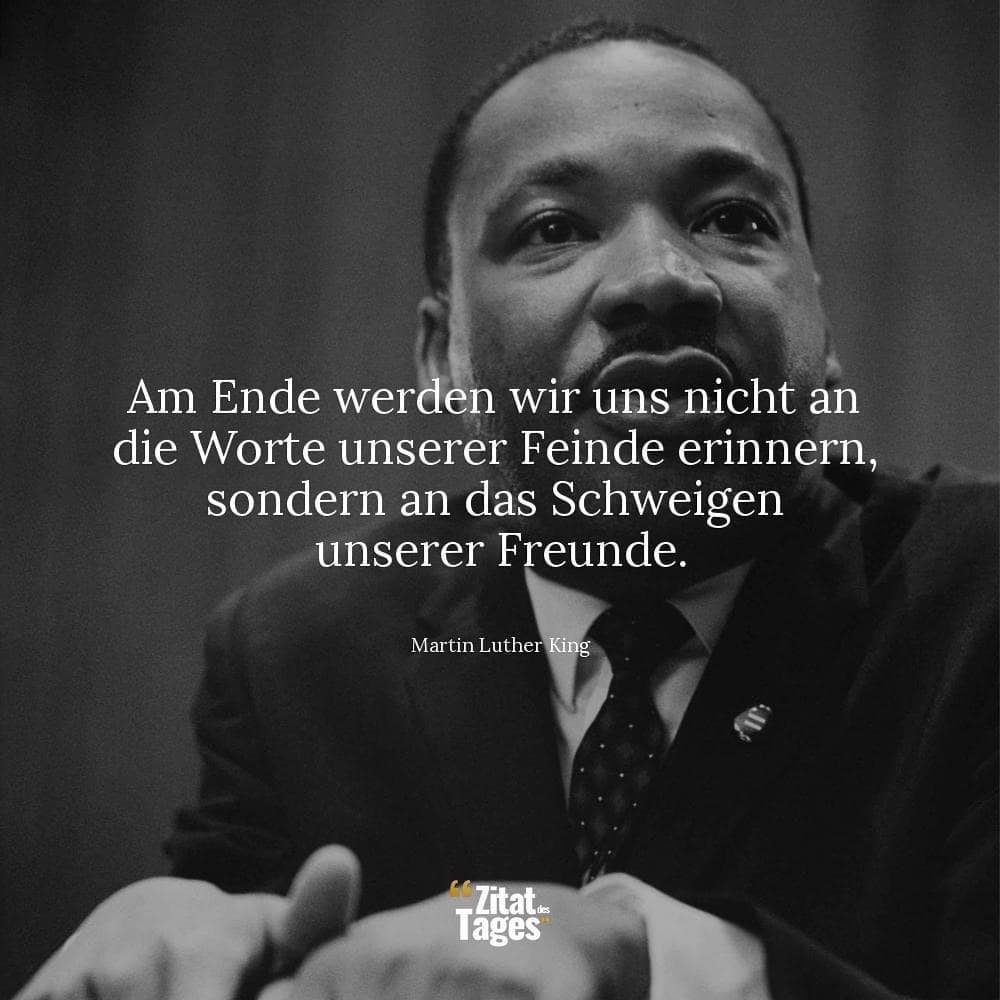 Am Ende werden wir uns nicht an
die Worte unserer Feinde erinnern,
sondern an das Schweigen
unserer Freunde.
Martin Luther King
“Zitat des
Tages”